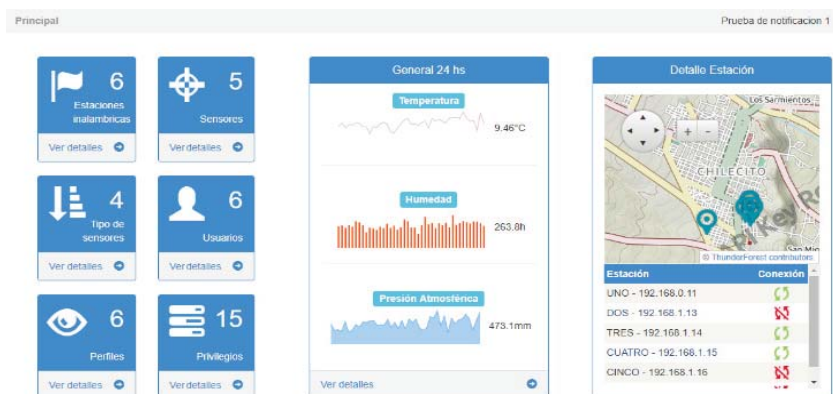 Principal
Prueba de notificacion 1
6
Estaciones
inalambricas
Ver detalles
5
Sensores
Ver detalles
4
Tipo de
sensores
Ver detalles
6
Usuarios
Ver detalles
6
Perfiles
Ver detalles
15
Privilegios
Ver detalles
General 24 hs
Temperatura
9.46°C
Humedad
263.8h
Presión Atmosférica
473.1mm
Ver detalles
Detalle Estación
Los Sarmientos
+ -
CHILECITO
© ThunderForest contributors
Estación Conexión
UNO - 192.168.0.11
DOS - 192.168.1.13
TRES - 192.168.1.14
CUATRO - 192.168.1.15
CINCO - 192.168.1.16